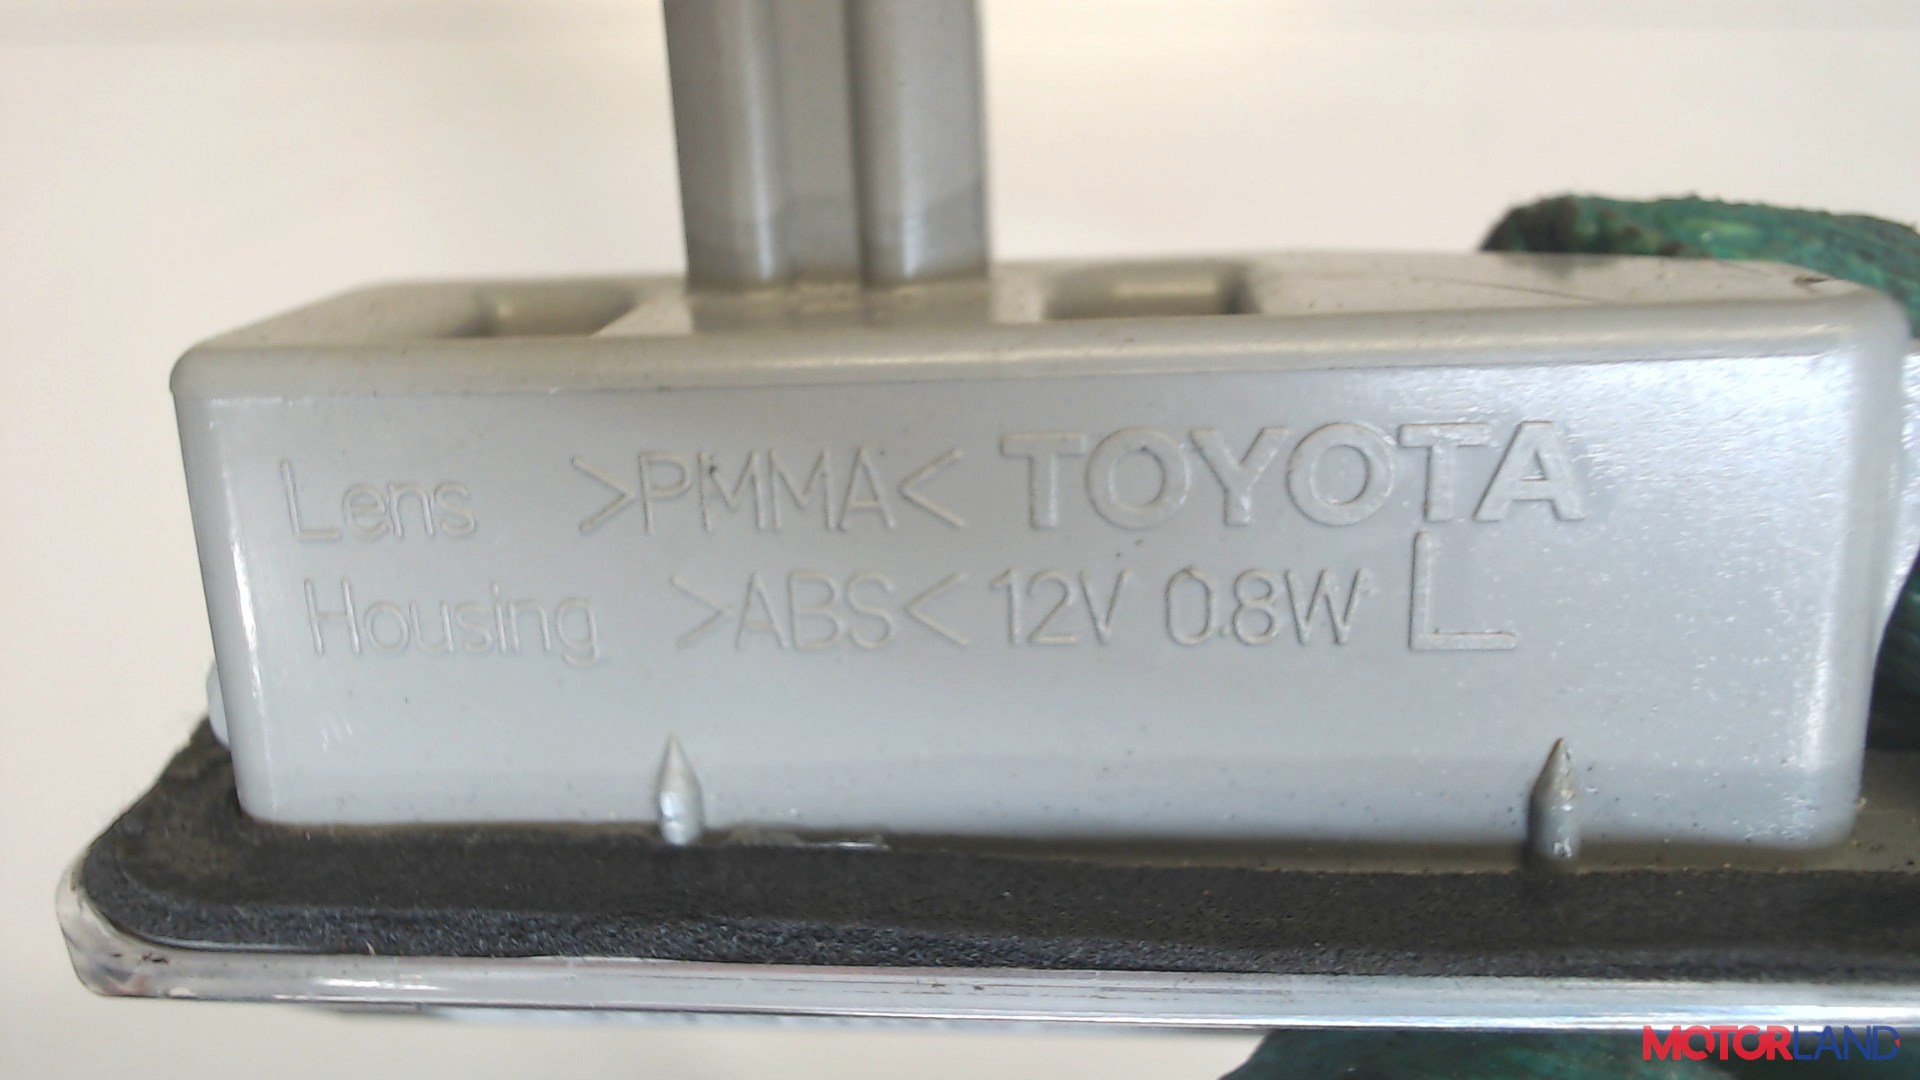 Lens >PMMA< TOYOTA
Housing >ABS< 12V 0.8W L
MOTORLAND